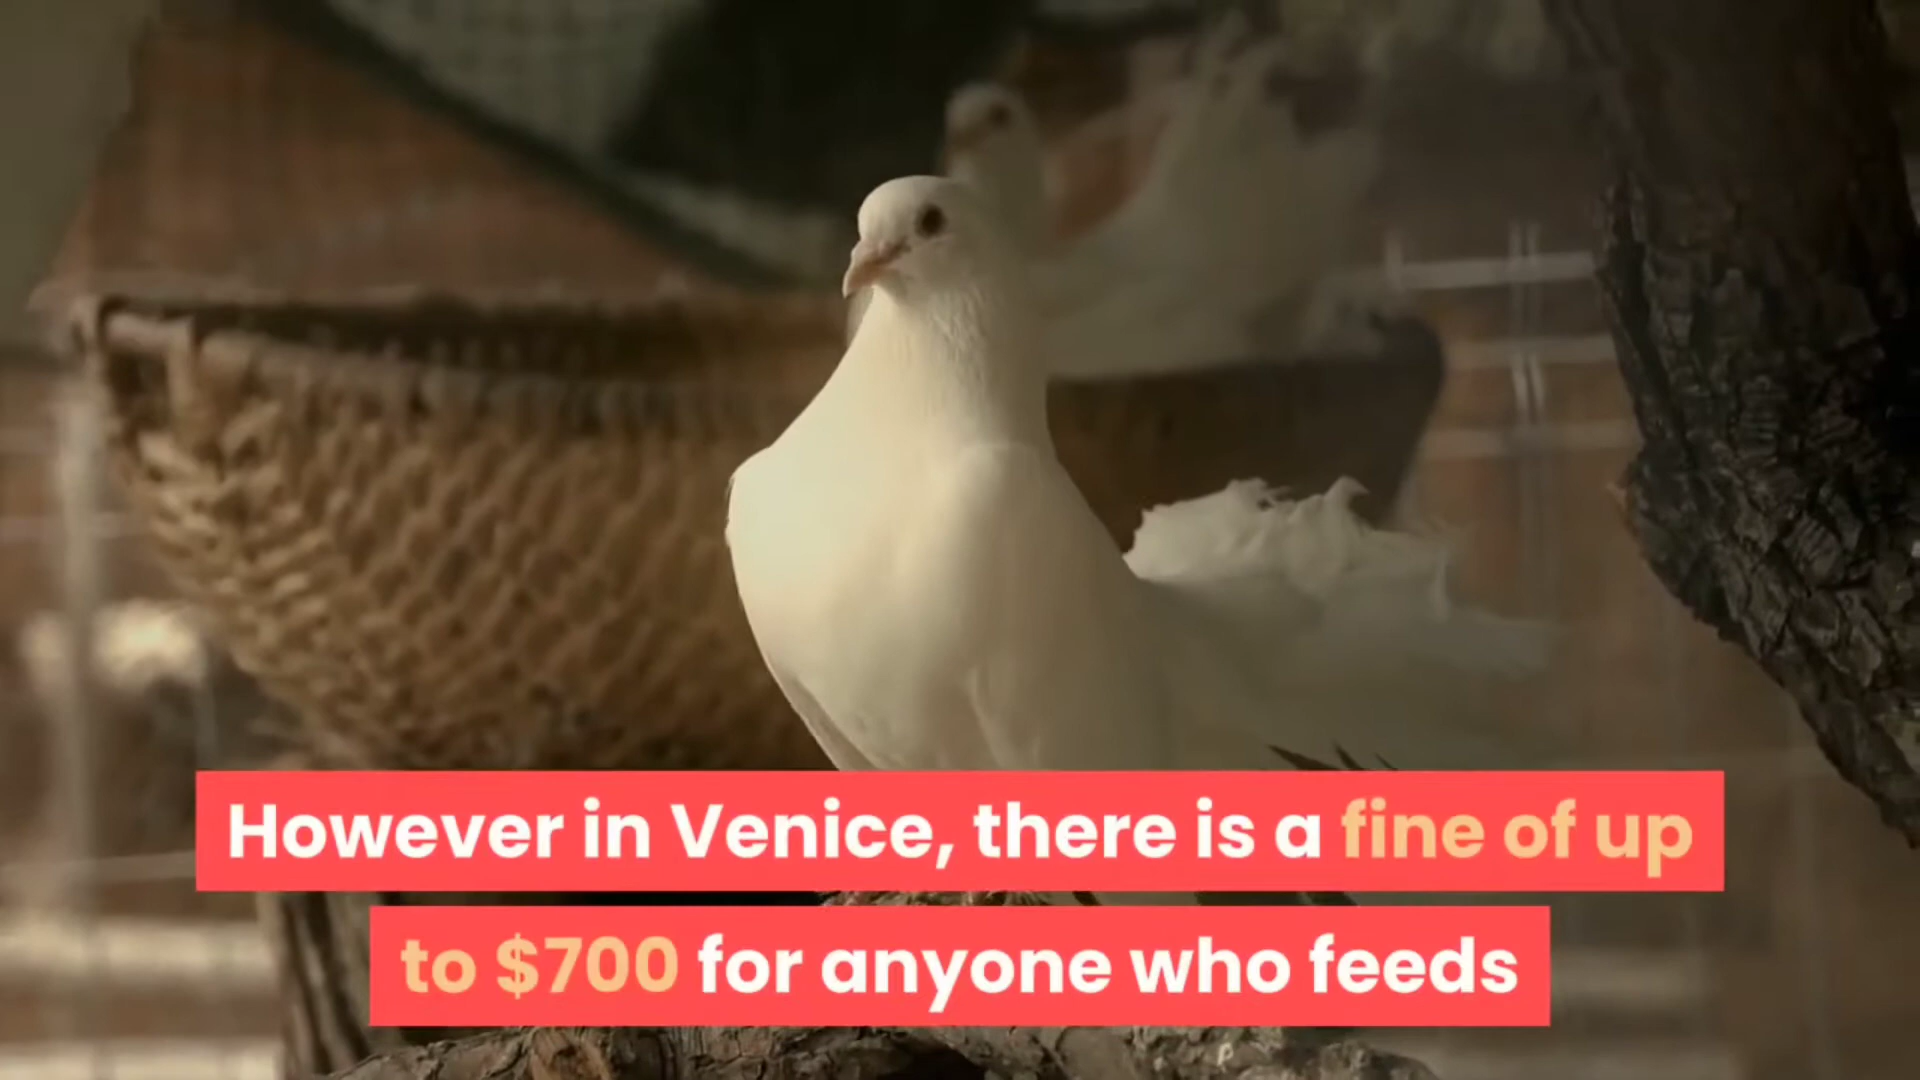 However in Venice, there is a fine of up
to $700 for anyone who feeds